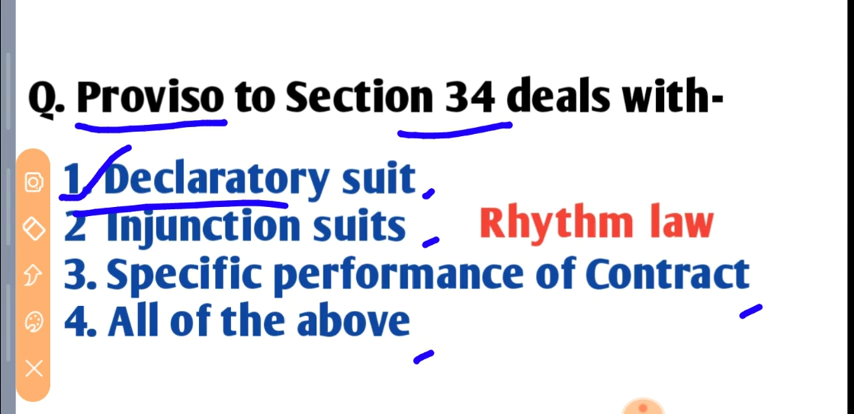 Q. Proviso to Section 34 deals with-
1. Declaratory suit
2 Injunction suits
Rhythm law
3. Specific performance of Contract
4. All of the above